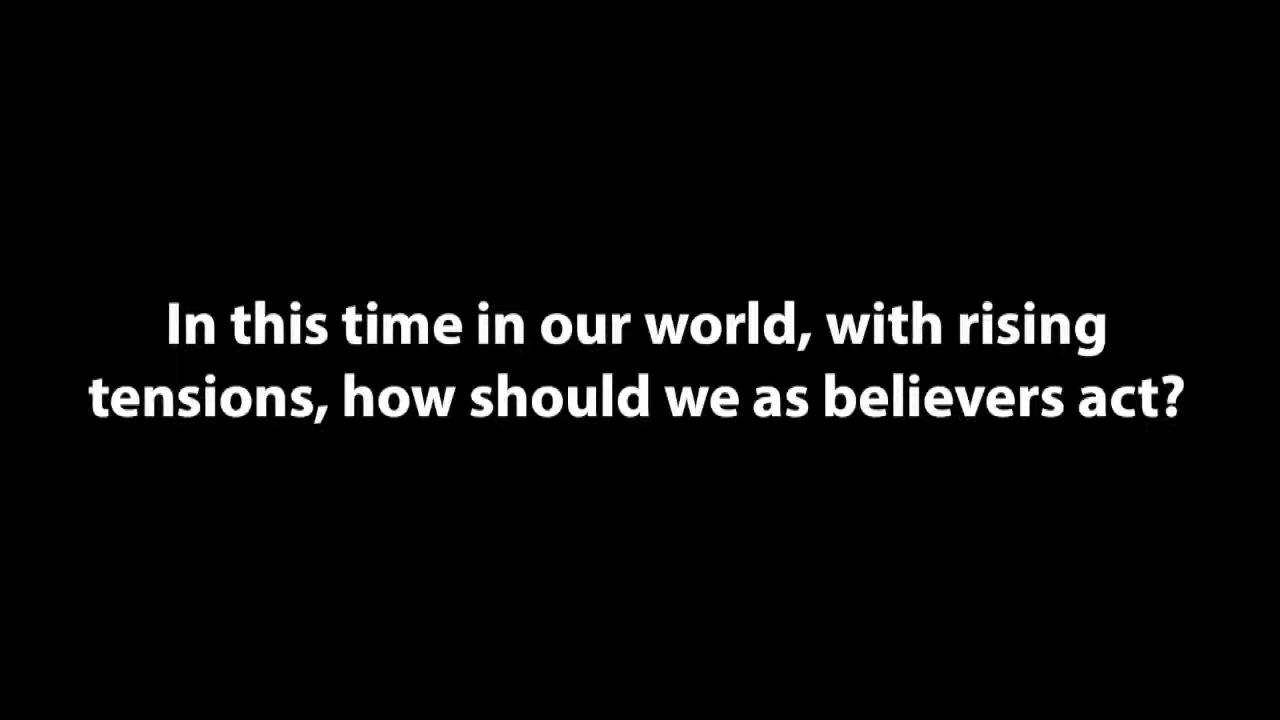 In this time in our world, with rising
tensions, how should we as believers act?